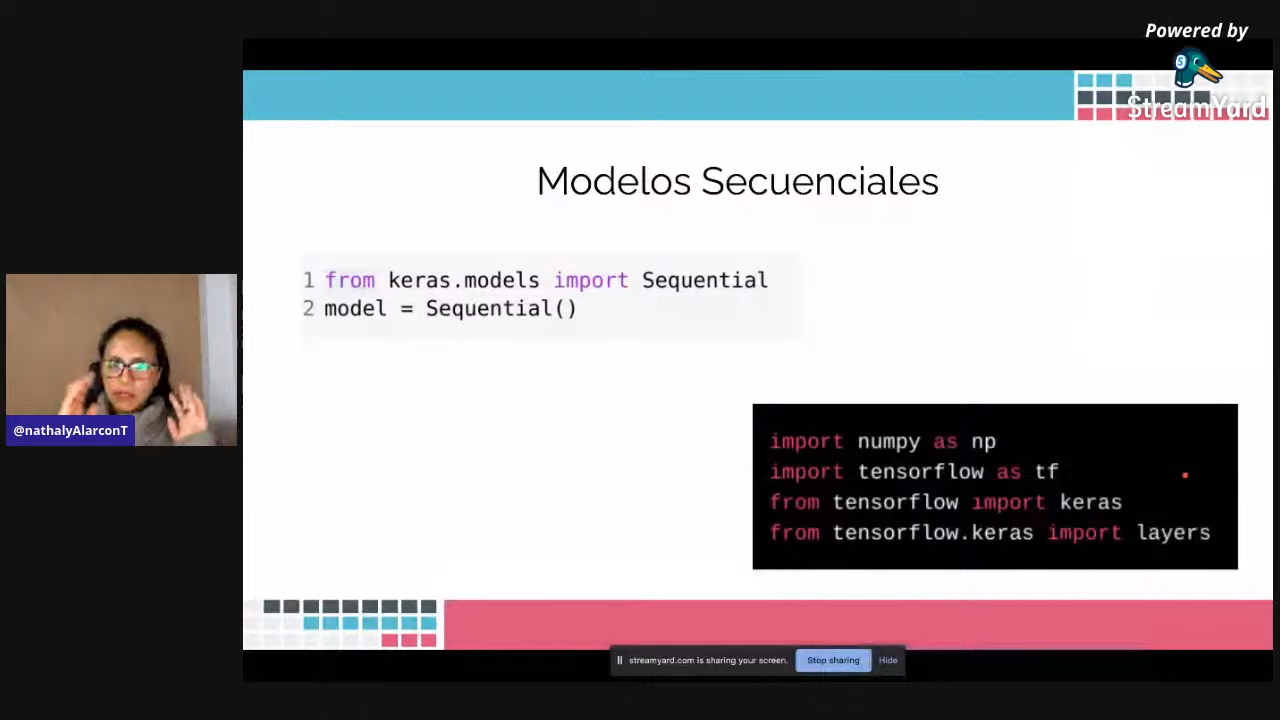 Powered by
StreamYard
Modelos Secuenciales
1 from keras.models import Sequential
2 model = Sequential()
@nathalyAlarconT
import numpy as np
import tensorflow as tf
from tensorflow import keras
from tensorflow.keras import layers
streamyard.com is sharing your screen.
Stop sharing
Hide